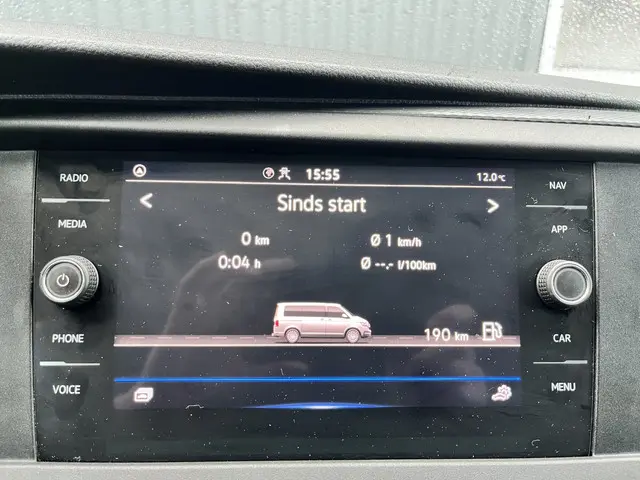 RADIO
MEDIA
PHONE
VOICE
15:55
12.0°C
< Sinds start >
0 km
Ø 1 km/h
0:04 h
Ø --,- l/100km
190 km
NAV
APP
CAR
MENU